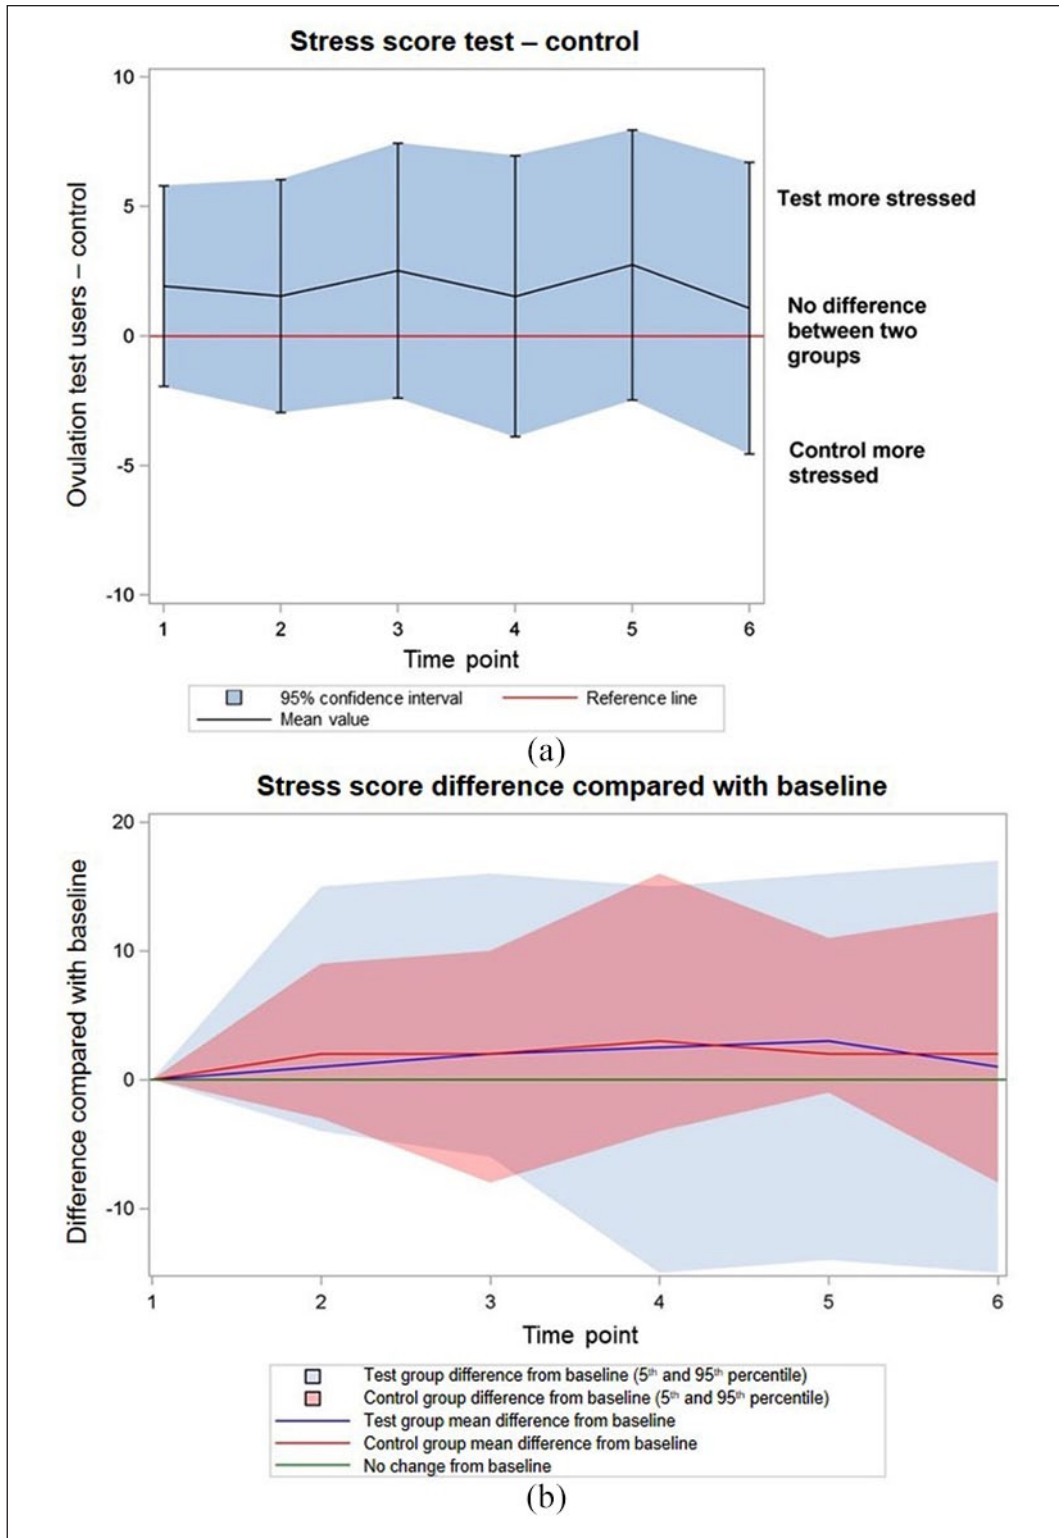 Stress score test – control
Ovulation test users – control
10
5
0
-5
-10
Test more stressed
No difference
between two
groups
Control more
stressed
1 2 3 4 5 6
Time point
95% confidence interval
Reference line
Mean value
(a)
Stress score difference compared with baseline
Difference compared with baseline
20
10
0
-10
1 2 3 4 5 6
Time point
Test group difference from baseline (5th and 95th percentile)
Control group difference from baseline (5th and 95th percentile)
Test group mean difference from baseline
Control group mean difference from baseline
No change from baseline
(b)